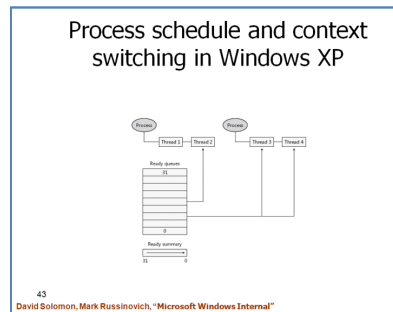 Process schedule and context
switching in Windows XP
Process
Process
Thread 1
Thread 2
Thread 3
Thread 4
Ready queues
31
0
Ready summary
31
0
43
David Solomon, Mark Russinovich, “Microsoft Windows Internal”